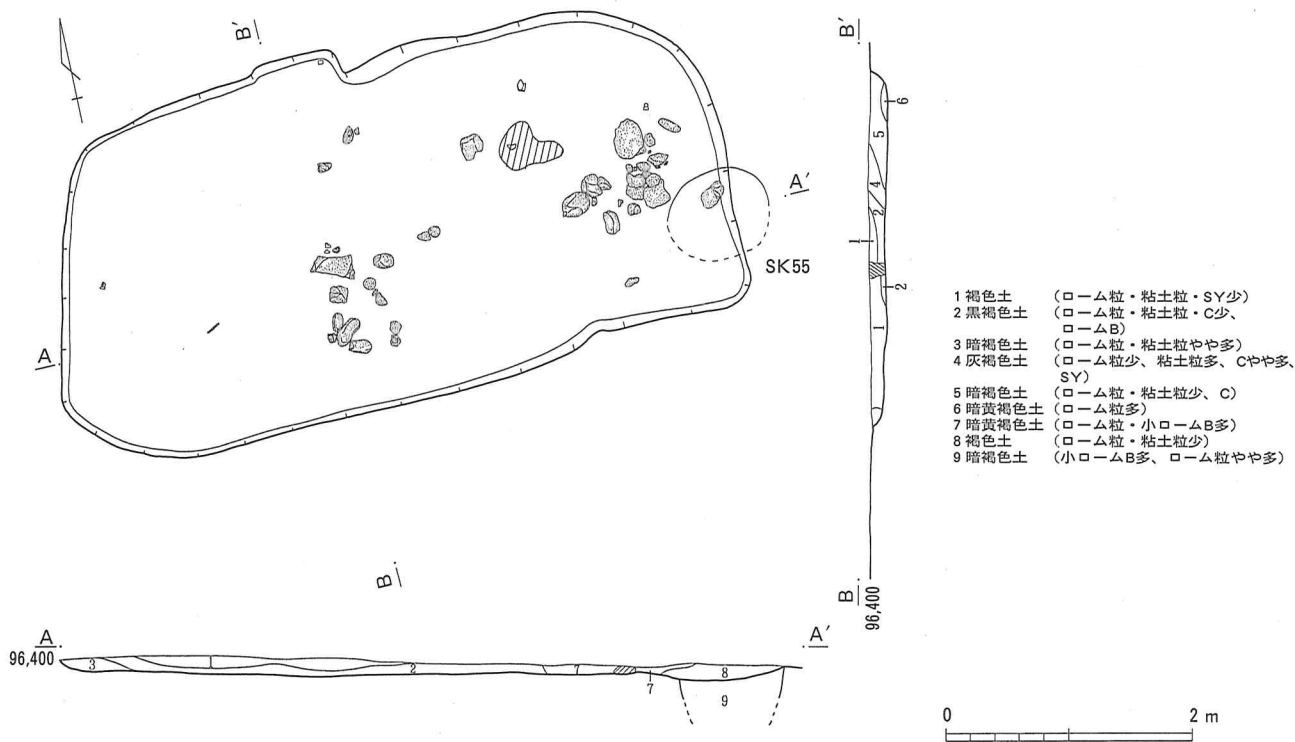 B'
A'
SK55
A
B
A
96,400
A'
3
2
7
7
8
9
B'
6
5
4
2
1
2
1
B
96,400
1 褐色土 （ローム粒・粘土粒・SY少）
2 黒褐色土 （ローム粒・粘土粒・C少、
ロームB）
3 暗褐色土 （ローム粒・粘土粒やや多）
4 灰褐色土 （ローム粒少、粘土粒多、Cやや多、
SY）
5 暗褐色土 （ローム粒・粘土粒少、C）
6 暗黄褐色土 （ローム粒多）
7 暗黄褐色土 （ローム粒・小ロームB多）
8 褐色土 （ローム粒・粘土粒少）
9 暗褐色土 （小ロームB多、ローム粒やや多）
0 2 m